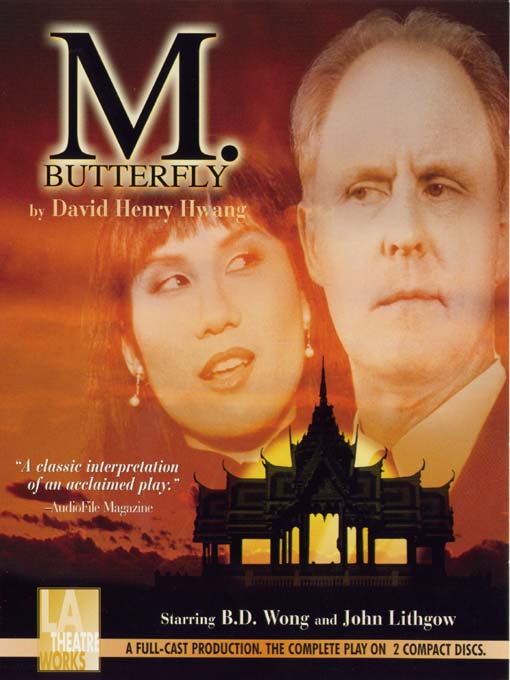 M.
BUTTERFLY
by David Henry Hwang
“A classic interpretation
of an acclaimed play.”
–AudioFile Magazine
Starring B.D. Wong and John Lithgow
LA
THEATRE
WORKS
A FULL-CAST PRODUCTION. THE COMPLETE PLAY ON 2 COMPACT DISCS.